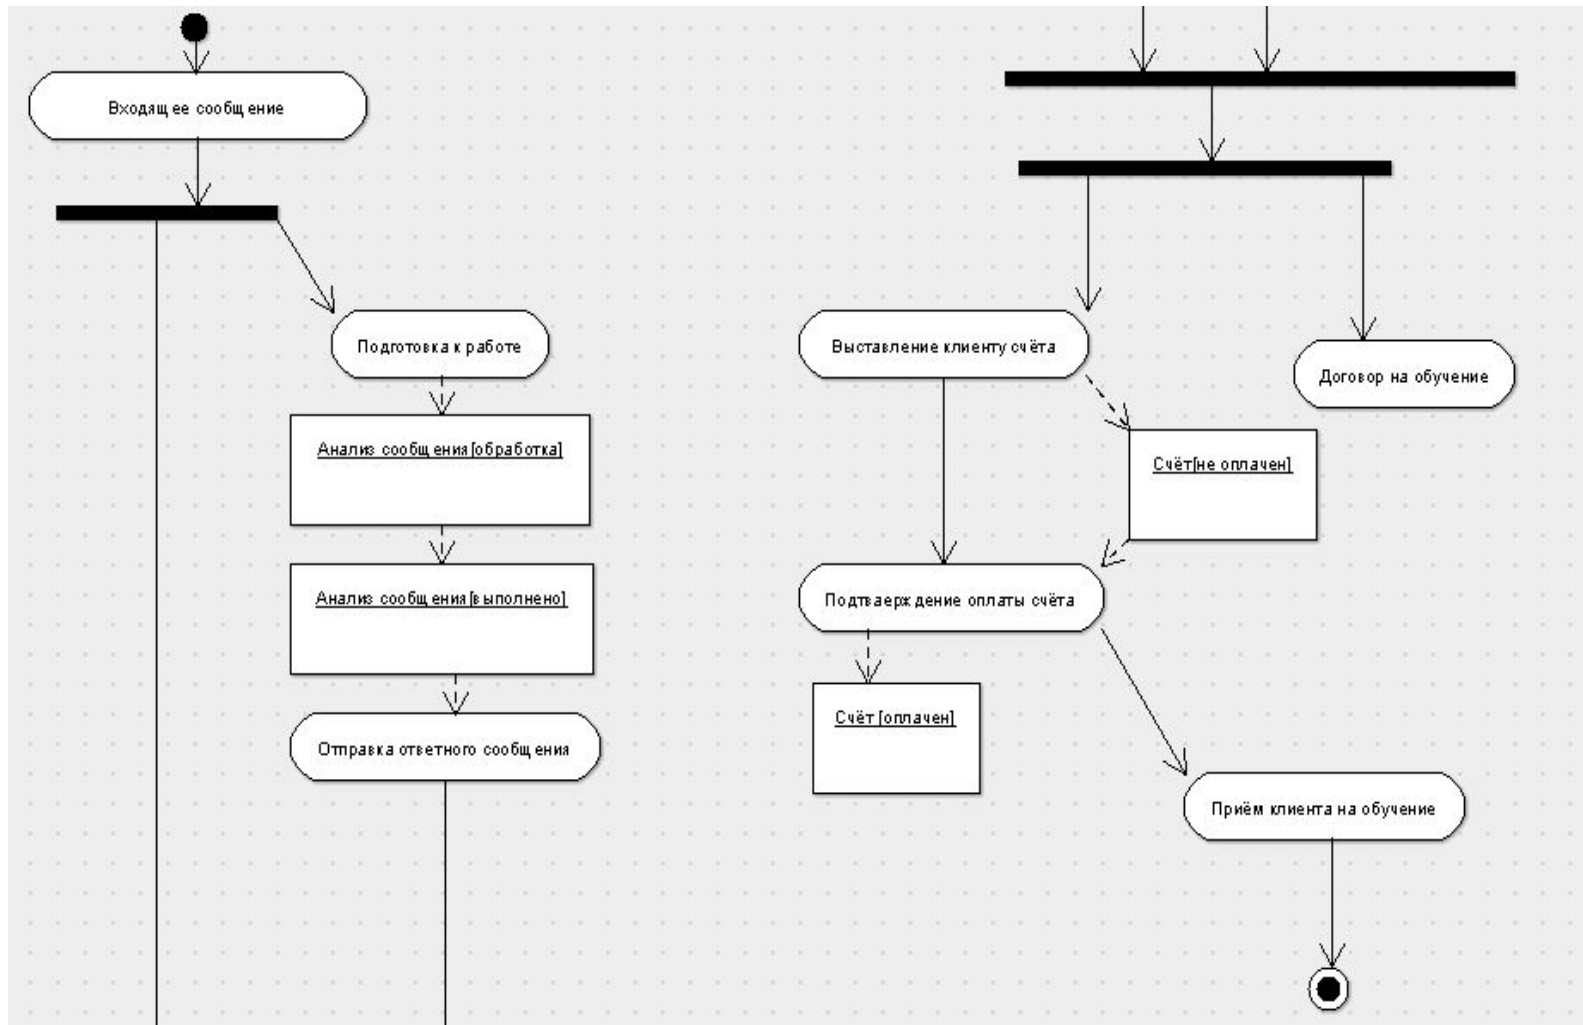 Входящее сообщение
Подготовка к работе
Анализ сообщения[обработка]
Анализ сообщения[выполнено]
Отправка ответного сообщения
Выставление клиенту счёта
Договор на обучение
Счёт[не оплачен]
Подтваерждение оплаты счёта
Счёт [оплачен]
Приём клиента на обучение